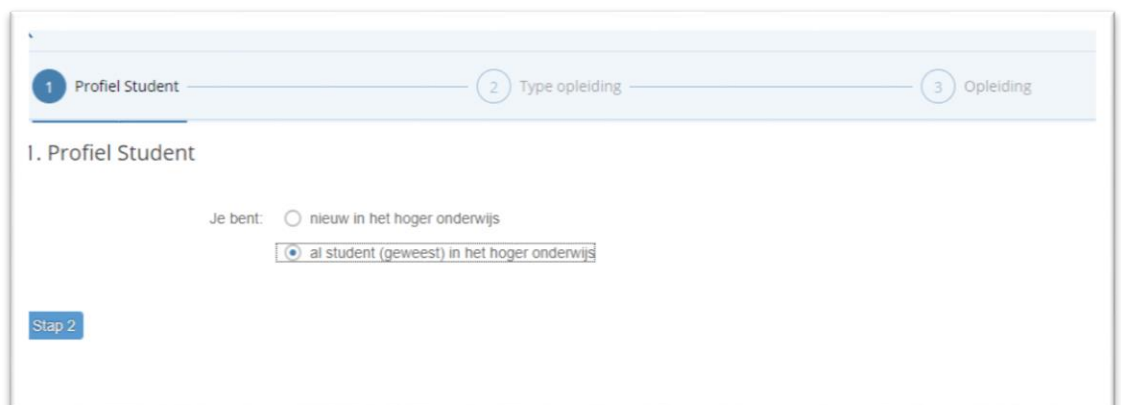 1 Profiel Student 2 Type opleiding 3 Opleiding
1. Profiel Student
Je bent: nieuw in het hoger onderwijs
al student (geweest) in het hoger onderwijs
Stap 2